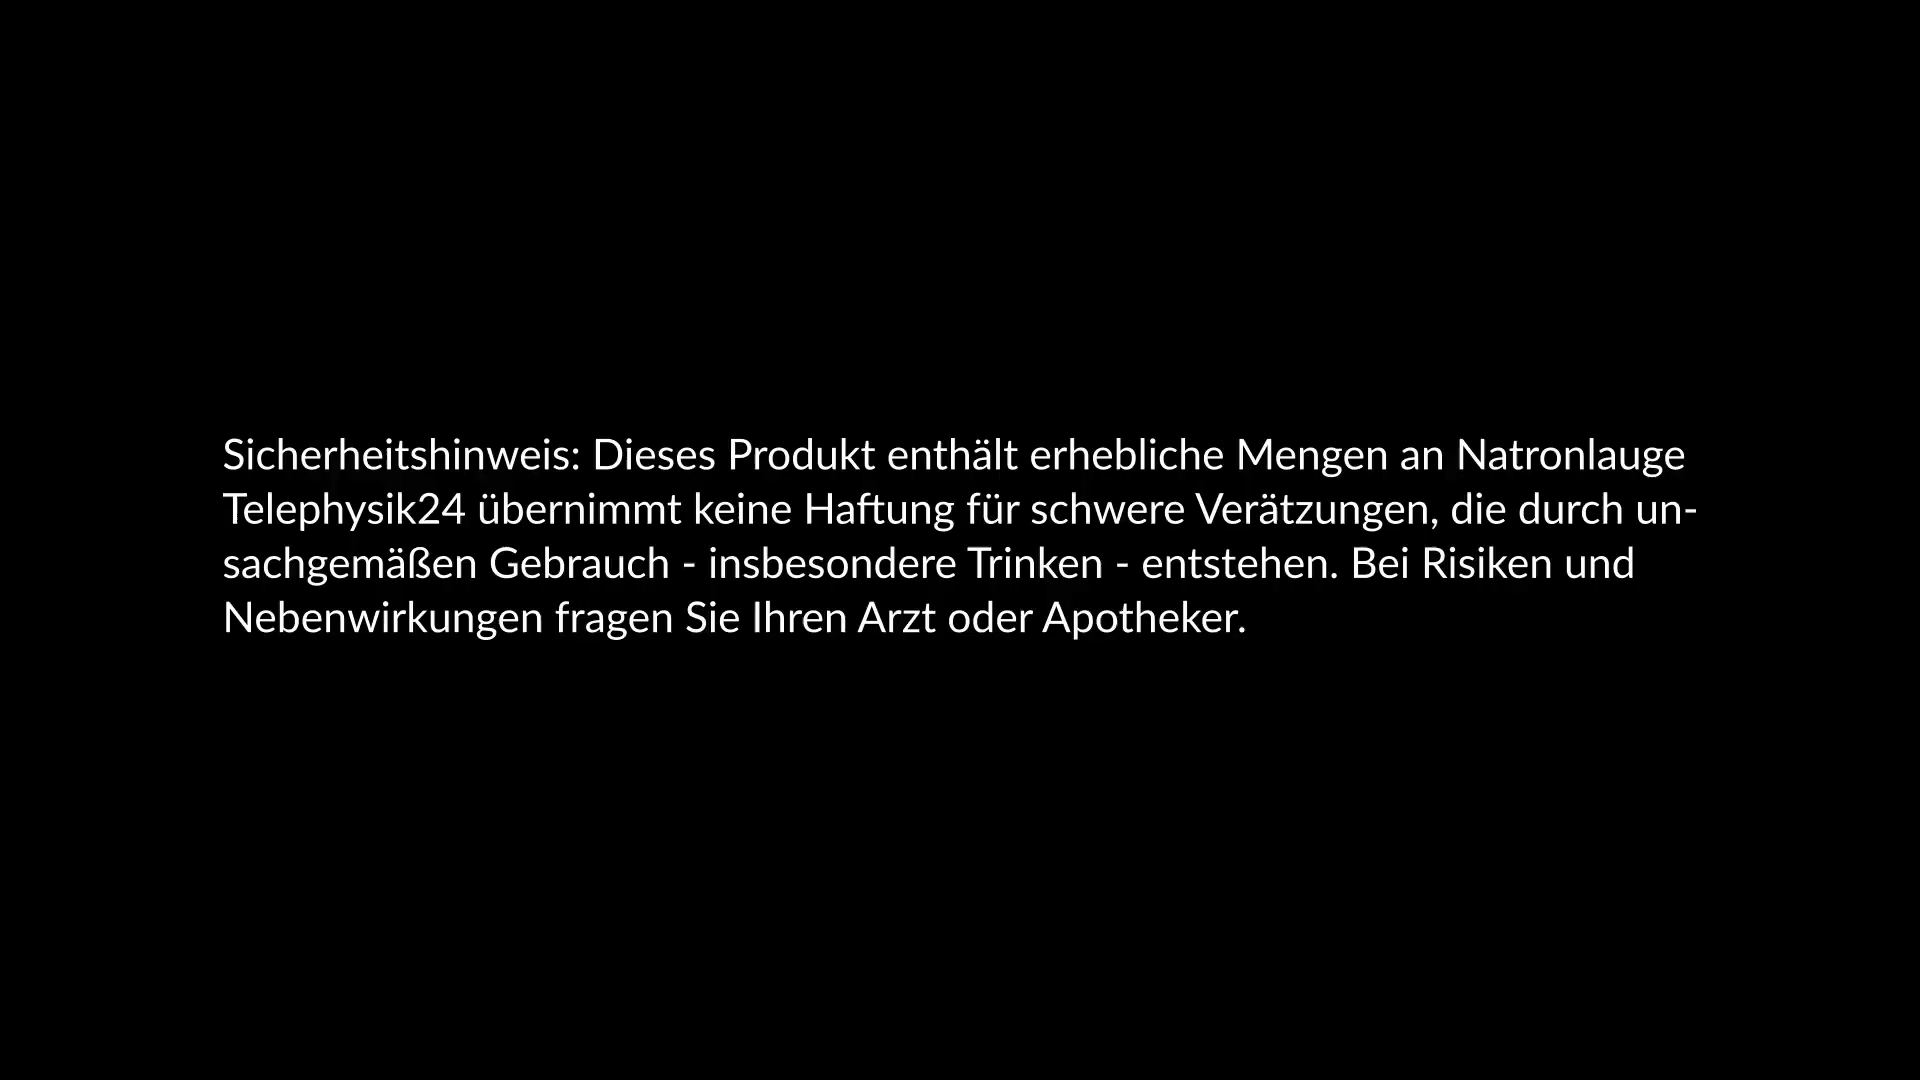 Sicherheitshinweis: Dieses Produkt enthält erhebliche Mengen an Natronlauge
Telephysik24 übernimmt keine Haftung für schwere Verätzungen, die durch un-
sachgemäßen Gebrauch - insbesondere Trinken - entstehen. Bei Risiken und
Nebenwirkungen fragen Sie Ihren Arzt oder Apotheker.